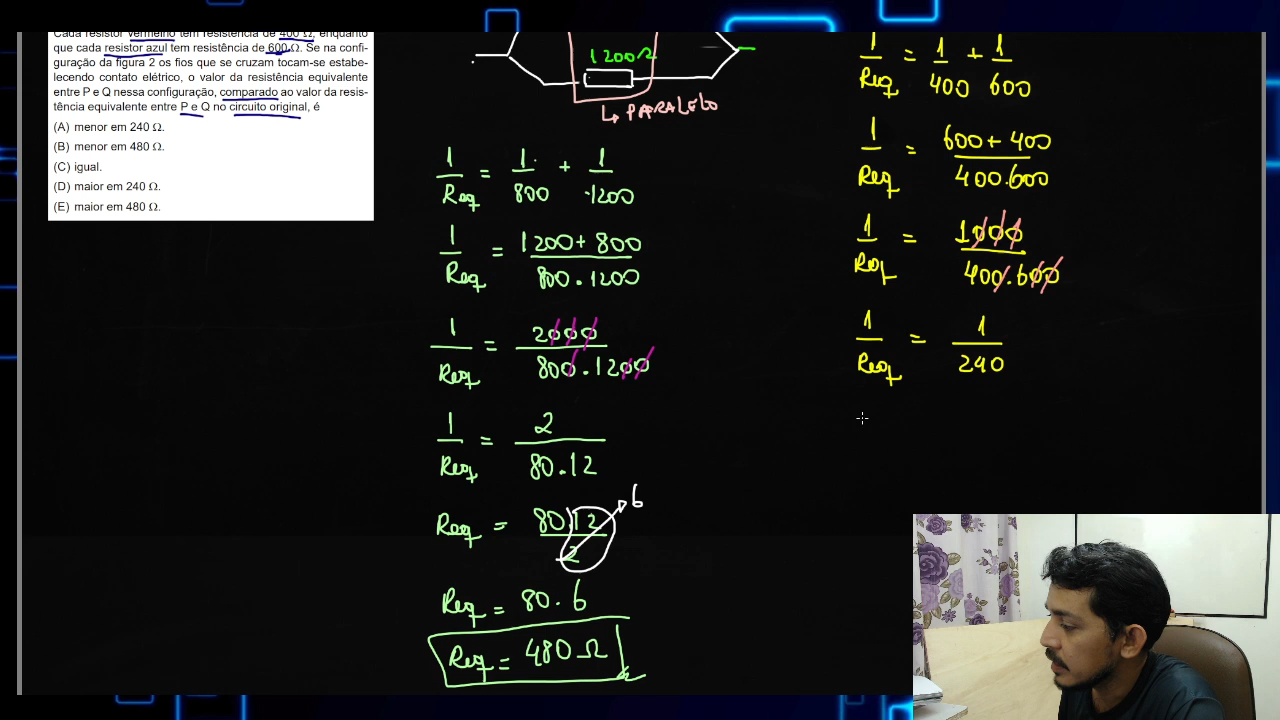 Cada resistor vermelho tem resistência de 400 Ω, enquanto
que cada resistor azul tem resistência de 600 Ω. Se na confi-
guração da figura 2 os fios que se cruzam tocam-se estabe-
lecendo contato elétrico, o valor da resistência equivalente
entre P e Q nessa configuração, comparado ao valor da resis-
tência equivalente entre P e Q no circuito original, é
(A) menor em 240 Ω.
(B) menor em 480 Ω.
(C) igual.
(D) maior em 240 Ω.
(E) maior em 480 Ω.
1200Ω
↳ PARALELO
1/Req = 1/800 + 1/1200
1/Req = 1200 + 800/800.1200
1/Req = 2000/800.1200
1/Req = 2/80.12
Req = 80.12/2 6
Req = 80.6
Req = 480 Ω
1/Req = 1/400 + 1/600
1/Req = 600 + 400/400.600
1/Req = 1000/400.600
1/Req = 1/240